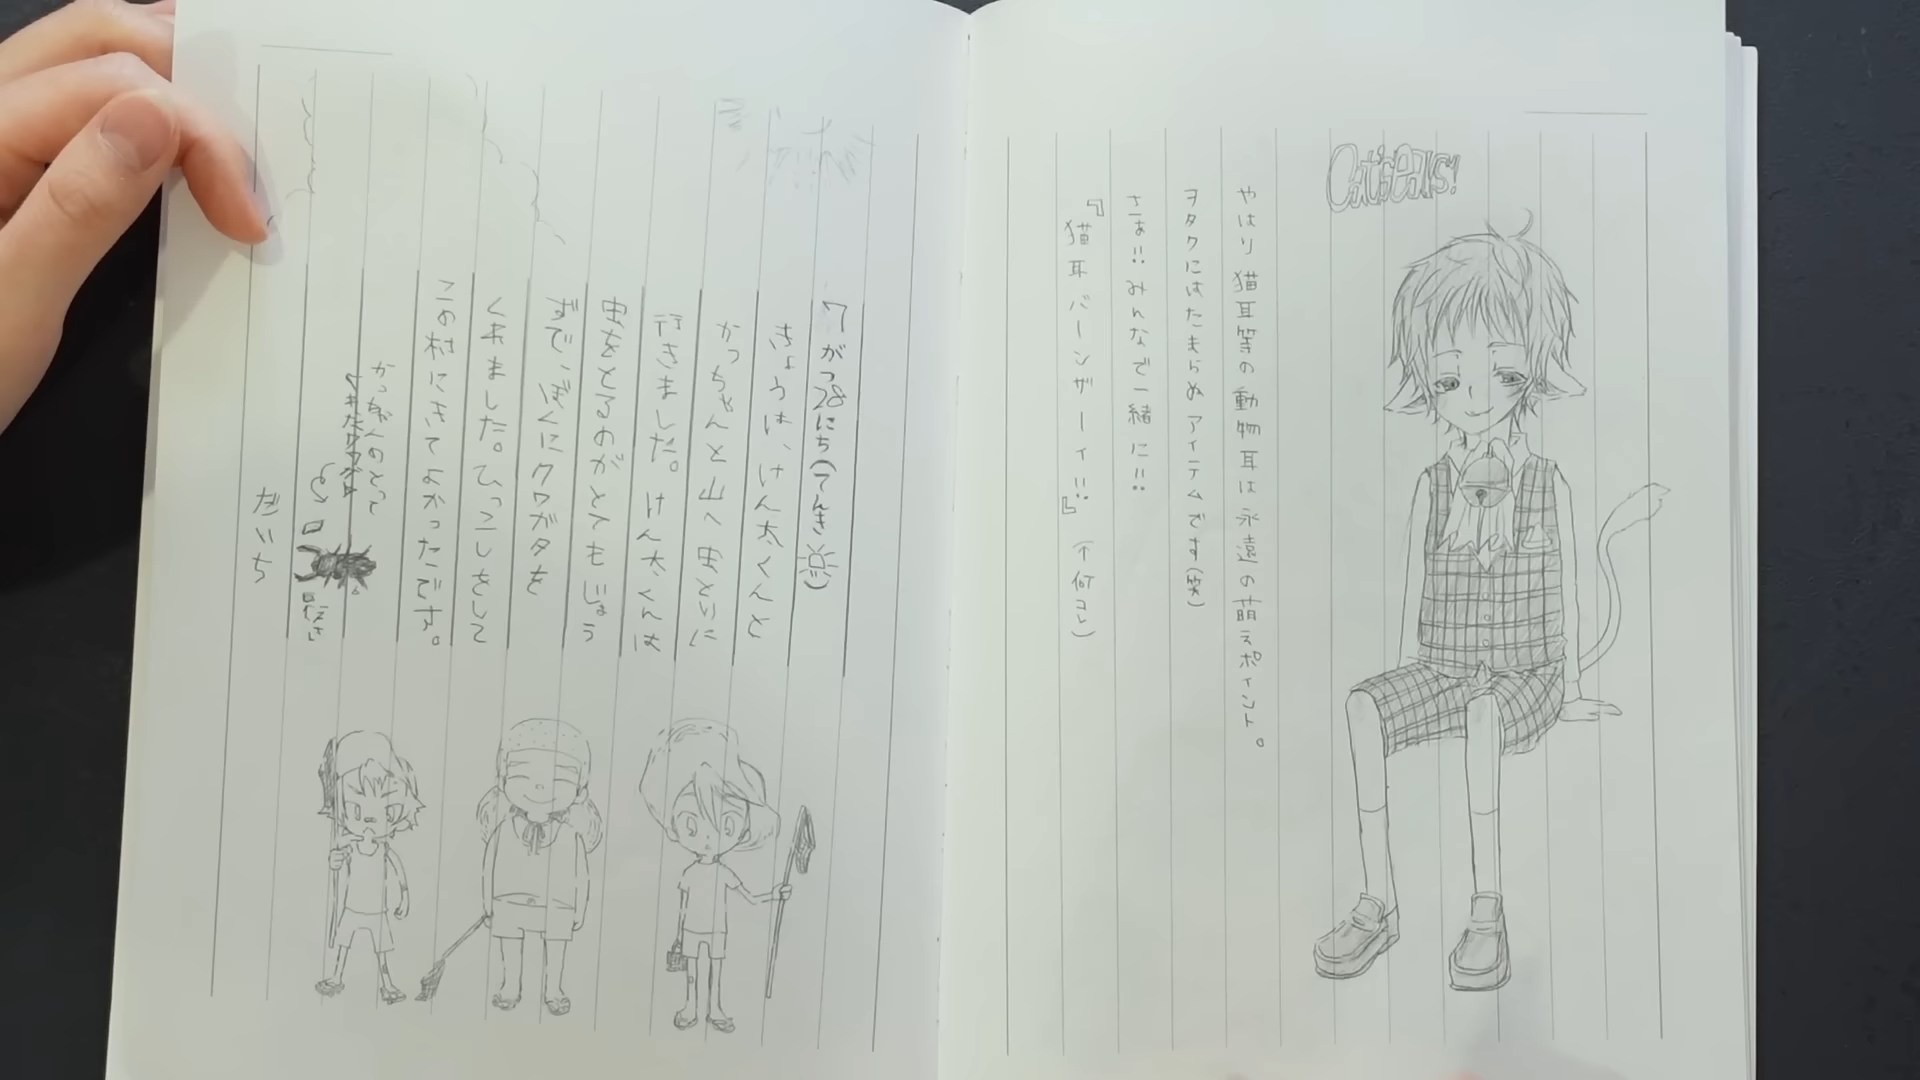 Cat's ears!
やはり猫耳等の動物耳は永遠の萌えポイント。
ヲタクにはたまらぬアイテムです(笑)
さぁ!!みんなで一緒に!!
『猫耳バーンザーイ!!』(↑何コレ)
7がつ28にち(てんき)
きょうは、けん太くんと
かっちゃんと山へ虫とりに
行きました。けん太くんは
虫をとるのがとてもじょう
ずで、ぼくにクワガタを
くれました。ひっこしをして
この村にきてよかったです。
かっちゃんのとって
くれたクワガタ
だいち